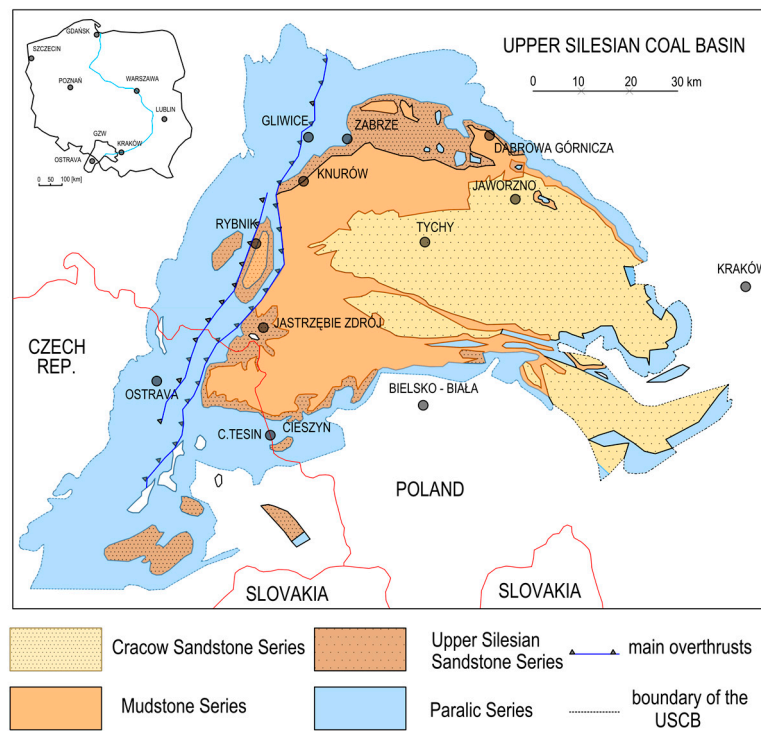 GDAŃSK
SZCZECIN
POZNAŃ
WARSZAWA
LUBLIN
GZW
KRAKÓW
OSTRAVA
0 50 100 [km]
UPPER SILESIAN COAL BASIN
0 10 20 30 km
GLIWICE
ZABRZE
DĄBROWA GÓRNICZA
KNURÓW
JAWORZNO
RYBNIK
TYCHY
KRAKÓW
JASTRZĘBIE ZDRÓJ
CZECH
REP.
OSTRAVA
BIELSKO - BIAŁA
CIESZYŃ
C.TESIN
POLAND
SLOVAKIA
SLOVAKIA
Cracow Sandstone Series
Upper Silesian
Sandstone Series
main overthrusts
Mudstone Series
Paralic Series
boundary of the
USCB